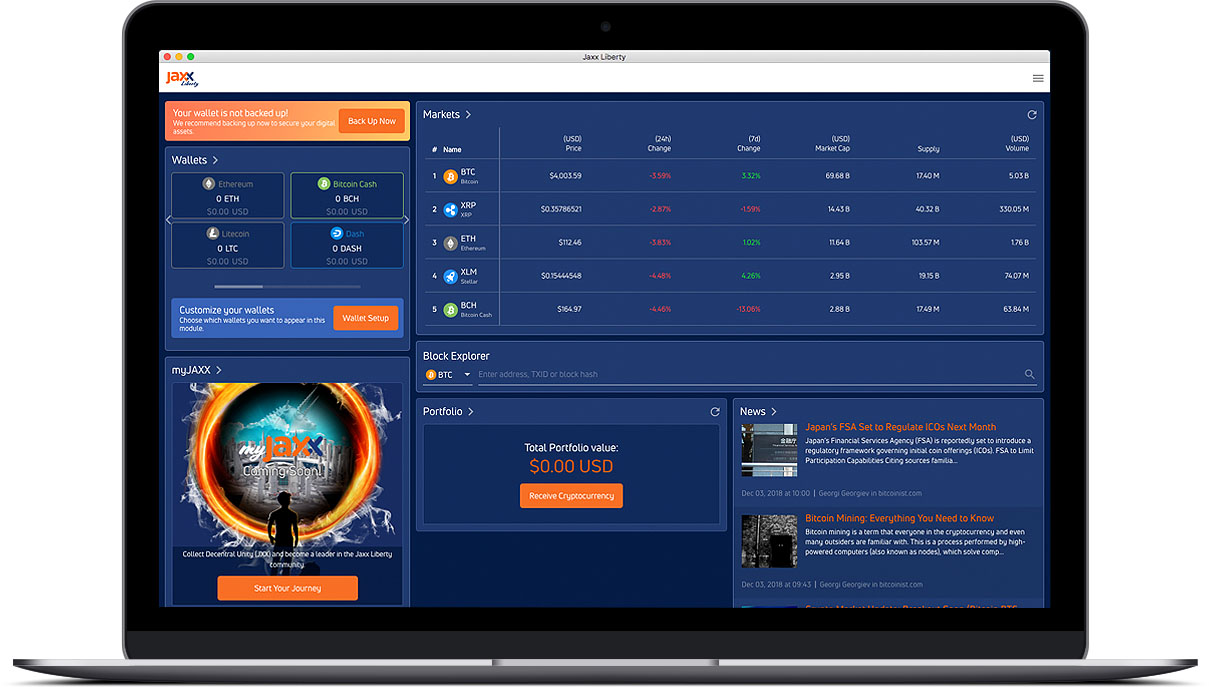 Jaxx Liberty
Jaxx
Liberty
Your wallet is not backed up!
We recommend backing up now to secure your digital
assets.
Back Up Now
Wallets
Ethereum
0 ETH
$0.00 USD
Bitcoin Cash
0 BCH
$0.00 USD
Litecoin
0 LTC
$0.00 USD
Dash
0 DASH
$0.00 USD
Customize your wallets
Choose which wallets you want to appear in this
module.
Wallet Setup
myJAXX
my Jaxx
Coming Soon!
Collect Decentral Unity and become a leader in the Jaxx Liberty
community.
Start Your Journey
Markets
# Name (USD) Price (24h) Change (7d) Change (USD) Market Cap Supply (USD) Volume
1 BTC Bitcoin $4,003.59 -3.59% 3.32% 69.68 B 17.40 M 5.03 B
2 XRP XRP $0.35786521 -2.87% -1.59% 14.43 B 40.32 B 330.05 M
3 ETH Ethereum $112.46 -3.83% 1.02% 11.64 B 103.57 M 1.76 B
4 XLM Stellar $0.15444548 -4.48% 4.26% 2.95 B 19.15 B 74.07 M
5 BCH Bitcoin Cash $164.97 -4.46% -13.06% 2.88 B 17.49 M 63.84 M
Block Explorer
BTC Enter address, TXID or block hash
Portfolio
Total Portfolio value:
$0.00 USD
Receive Cryptocurrency
News
金融庁
Japan's FSA Set to Regulate ICOs Next Month
Japan's Financial Services Agency (FSA) is reportedly set to introduce a
regulatory framework governing initial coin offerings (ICOs). FSA to Limit
Participation Capabilities Citing sources familia...
Dec 03, 2018 at 10:00 | Georgi Georgiev in bitcoinist.com
Bitcoin Mining: Everything You Need to Know
Bitcoin mining is a term that everyone in the cryptocurrency and even
many outsiders are familiar with. This is a process performed by high-
powered computers (also known as nodes), which solve comp...
Dec 03, 2018 at 09:43 | Georgi Georgiev in bitcoinist.com